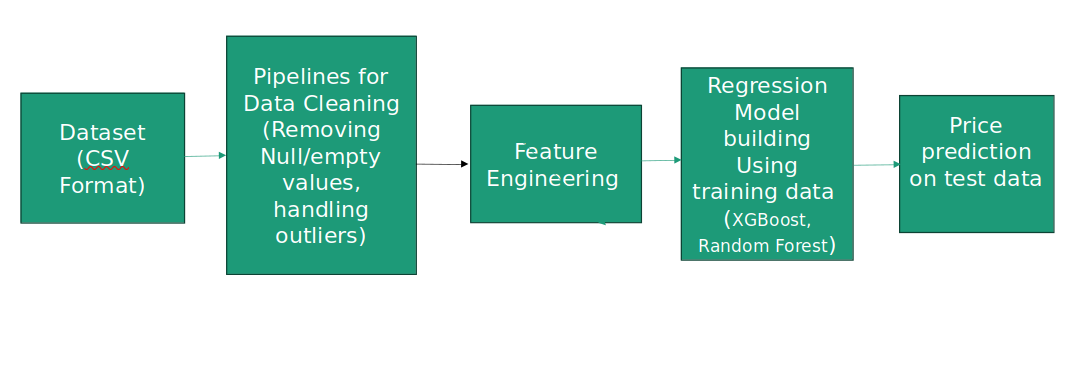 Dataset
(CSV
Format)
Pipelines for
Data Cleaning
(Removing
Null/empty
values,
handling
outliers)
Feature
Engineering
Regression
Model
building
Using
training data
(XGBoost,
Random Forest)
Price
prediction
on test data